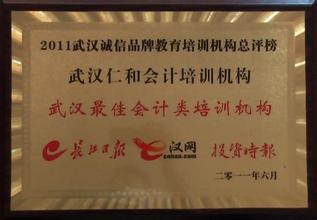 2011武汉诚信品牌教育培训机构总评榜
武汉仁和会计培训机构
武汉最佳会计类培训机构
长江日报 汉网 投资时报
cnhan.com
二零一一年六月